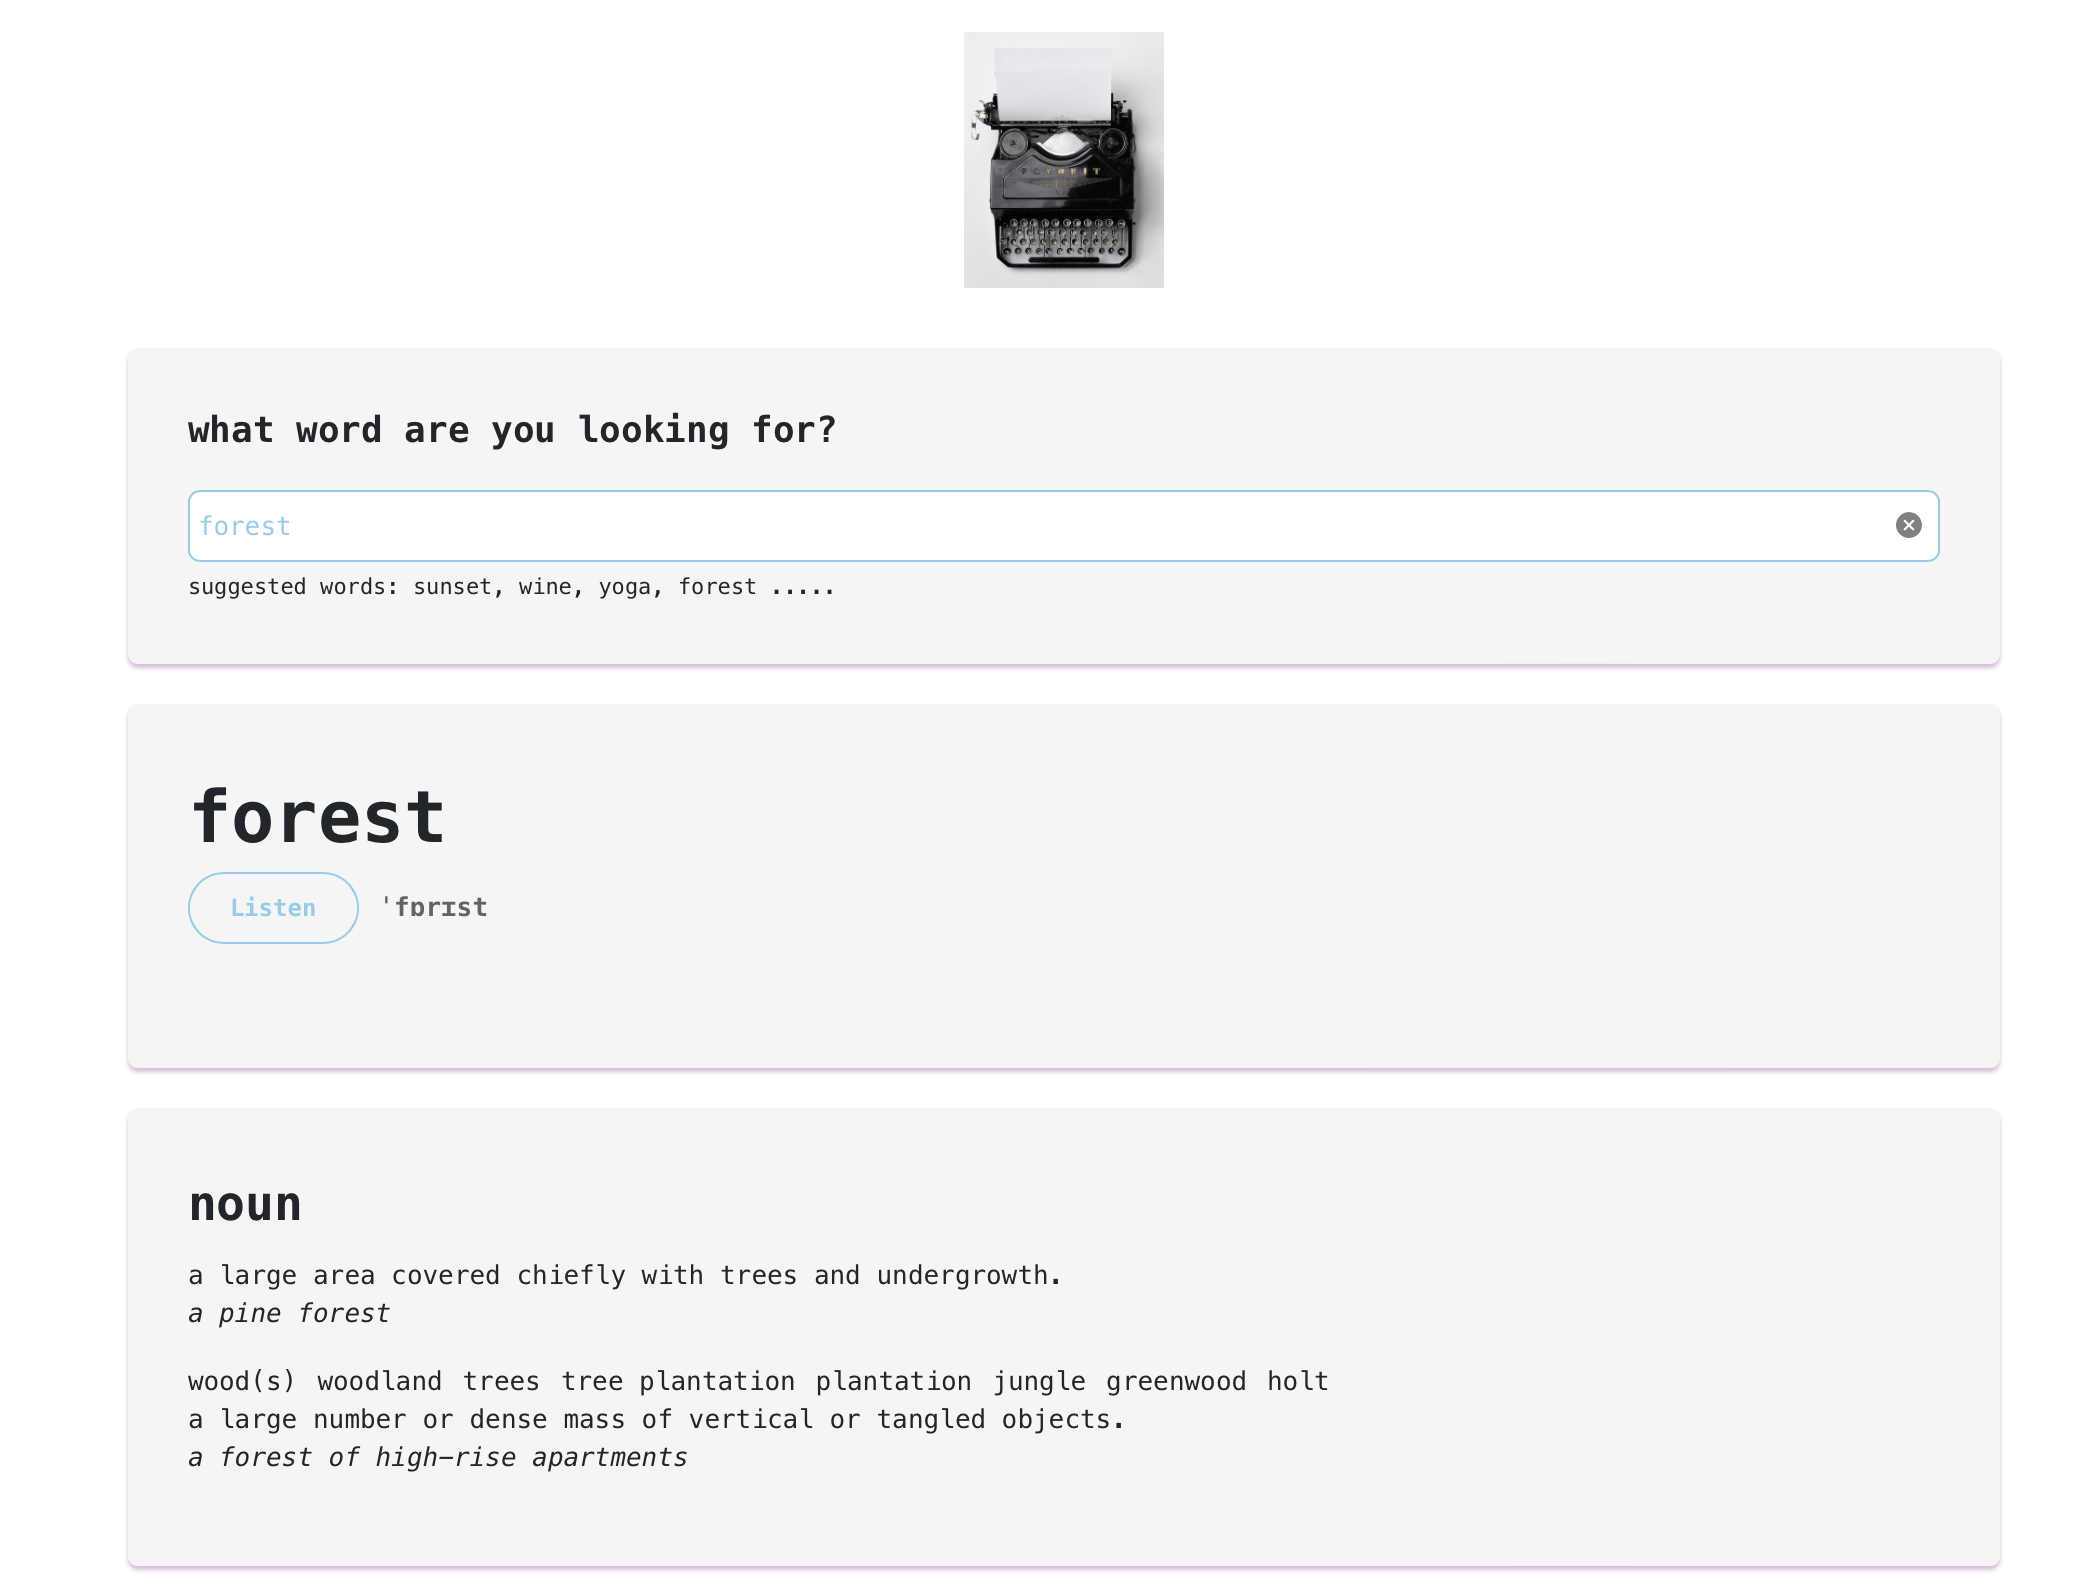 what word are you looking for?
forest
suggested words: sunset, wine, yoga, forest .....
forest
Listen ˈfɒrɪst
noun
a large area covered chiefly with trees and undergrowth.
a pine forest
wood(s) woodland trees tree plantation plantation jungle greenwood holt
a large number or dense mass of vertical or tangled objects.
a forest of high-rise apartments